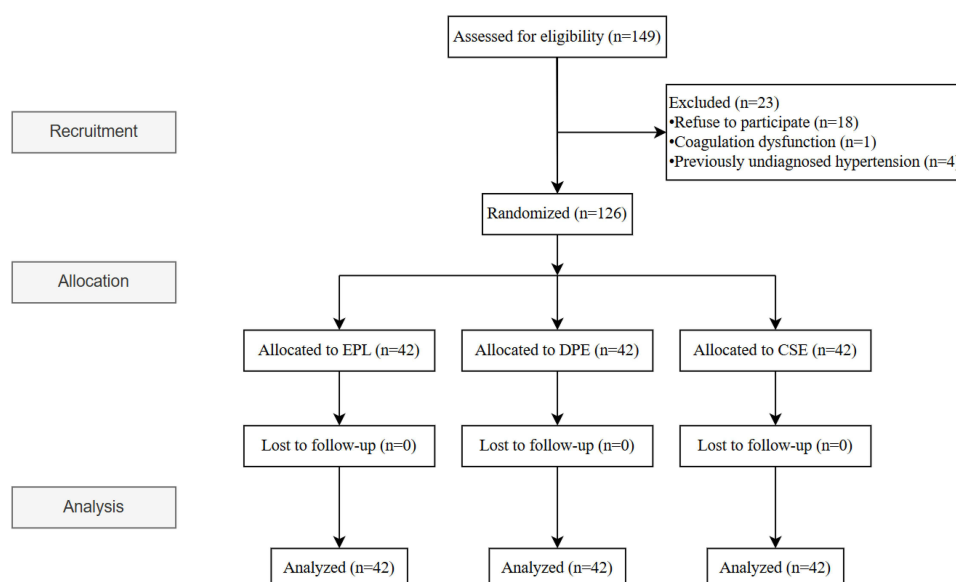 Assessed for eligibility (n=149)
Recruitment
Excluded (n=23)
•Refuse to participate (n=18)
•Coagulation dysfunction (n=1)
•Previously undiagnosed hypertension (n=4)
Randomized (n=126)
Allocation
Allocated to EPL (n=42)
Allocated to DPE (n=42)
Allocated to CSE (n=42)
Lost to follow-up (n=0)
Lost to follow-up (n=0)
Lost to follow-up (n=0)
Analysis
Analyzed (n=42)
Analyzed (n=42)
Analyzed (n=42)